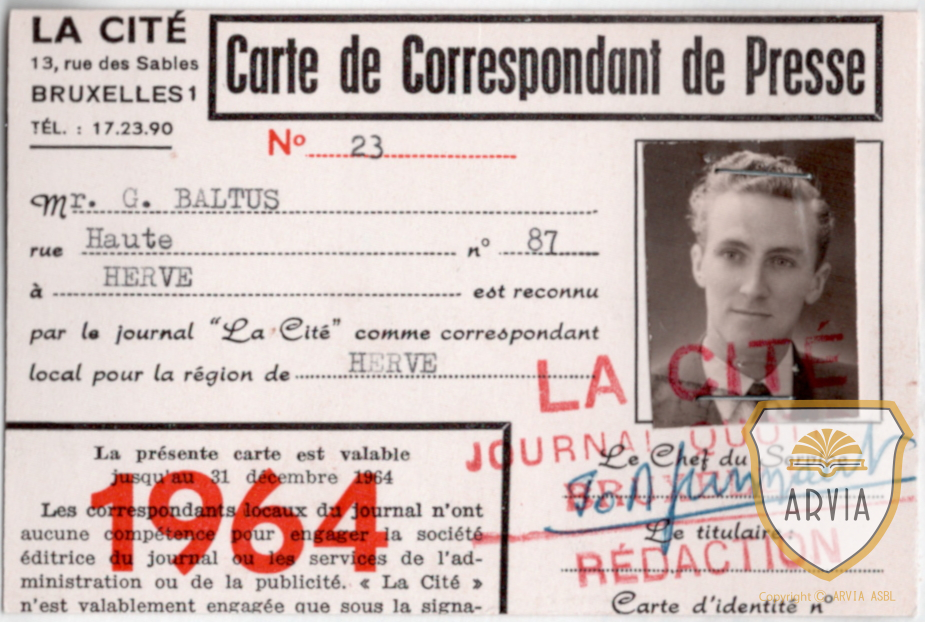 LA CITÉ
13, rue des Sables
BRUXELLES 1
TÉL. : 17.23.90
Carte de Correspondant de Presse
Nº 23
Mr. G. BALTUS
rue Haute nº 87
à HERVE est reconnu
par le journal "La Cité" comme correspondant
local pour la région de HERVE
La présente carte est valable
jusqu'au 31 décembre 1964
1964
Les correspondants locaux du journal n'ont
aucune compétence pour engager la société
éditrice du journal ou les services de l'ad-
ministration ou de la publicité. « La Cité »
n'est valablement engagée que sous la signa-
LA CITÉ
JOURNAL
RÉDACTION
Le Chef du Service
Le titulaire:
Carte d'identité nº
ARVIA
Copyright © ARVIA ASBL